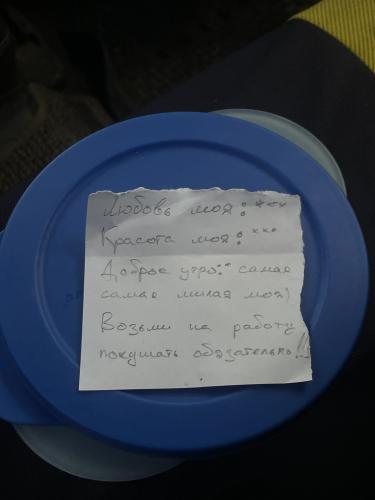 Любовь моя:***
Красота моя:***
Доброе утро:* самая
самая милая моя)
Возьми на работу
покушать обязательно!!!